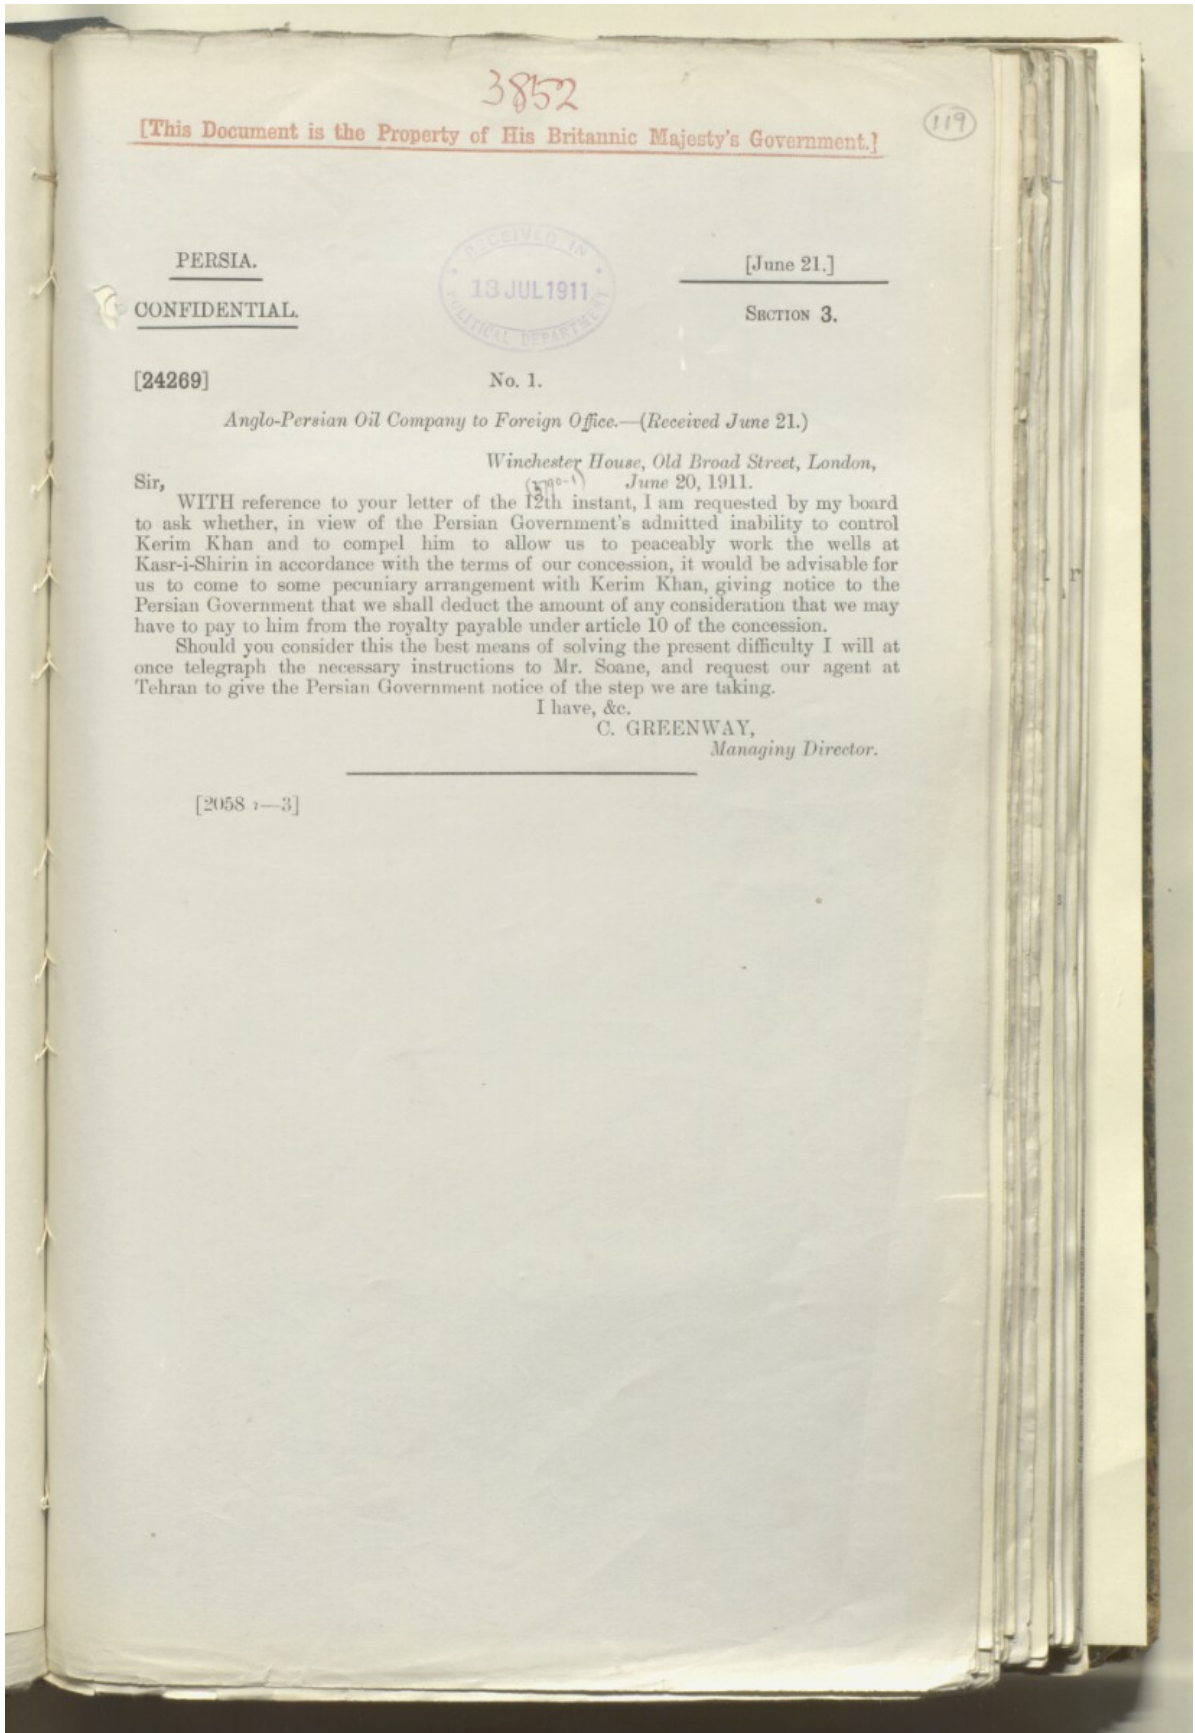 3852
[This Document is the Property of His Britannic Majesty's Government.]
119
PERSIA.
[June 21.]
RECEIVED IN
13 JUL 1911
POLITICAL DEPARTMENT
CONFIDENTIAL.
SECTION 3.
[24269]
No. 1.
Anglo-Persian Oil Company to Foreign Office.—(Received June 21.)
Winchester House, Old Broad Street, London,
Sir, June 20, 1911.
WITH reference to your letter of the 12th instant, I am requested by my board
to ask whether, in view of the Persian Government's admitted inability to control
Kerim Khan and to compel him to allow us to peaceably work the wells at
Kasr-i-Shirin in accordance with the terms of our concession, it would be advisable for
us to come to some pecuniary arrangement with Kerim Khan, giving notice to the
Persian Government that we shall deduct the amount of any consideration that we may
have to pay to him from the royalty payable under article 10 of the concession.
Should you consider this the best means of solving the present difficulty I will at
once telegraph the necessary instructions to Mr. Soane, and request our agent at
Tehran to give the Persian Government notice of the step we are taking.
I have, &c.
C. GREENWAY,
Managing Director.
[2058 —3]